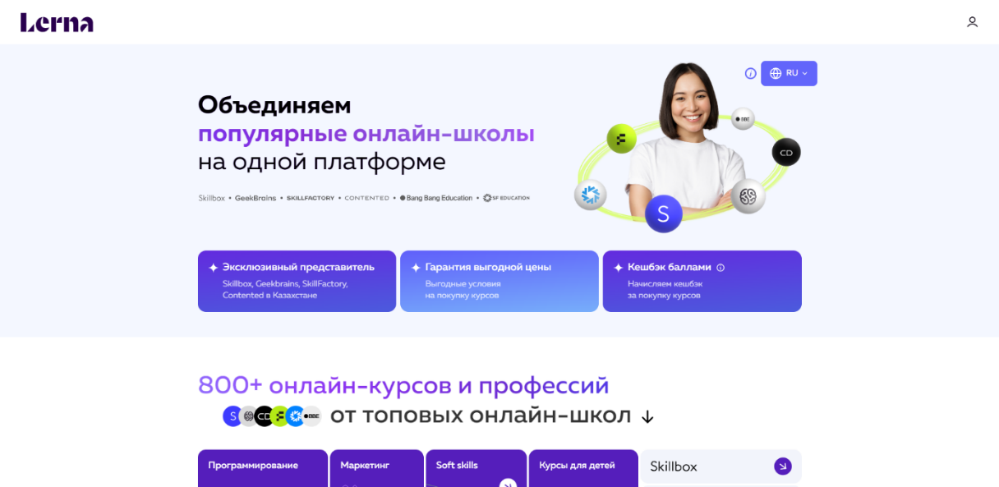 Lerna
RU
Объединяем
популярные онлайн-школы
на одной платформе
BBE
CD
S
Skillbox • GeekBrains • SKILLFACTORY • CONTENTED • Bang Bang Education • SF EDUCATION
Эксклюзивный представитель
Skillbox, Geekbrains, SkillFactory,
Contented в Казахстане
Гарантия выгодной цены
Выгодные условия
на покупку курсов
Кешбэк баллами
Начисляем кешбэк
за покупку курсов
800+ онлайн-курсов и профессий
S CD BBE от топовых онлайн-школ
Программирование
Маркетинг
Soft skills
Курсы для детей
Skillbox